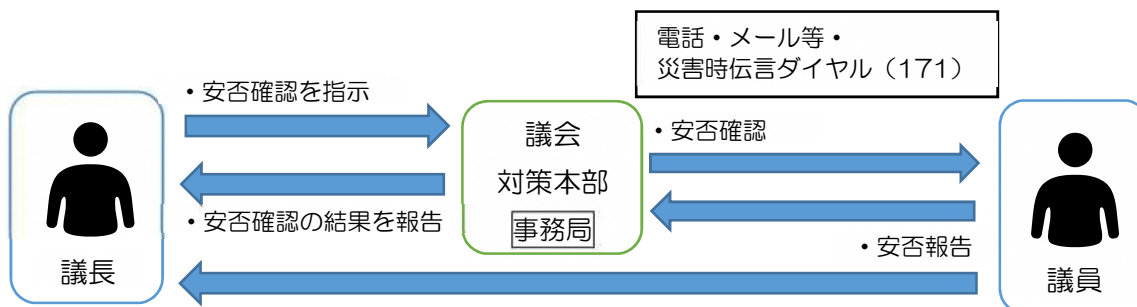 電話・メール等・
災害時伝言ダイヤル（171）
・安否確認を指示
議会
対策本部
事務局
・安否確認
・安否確認の結果を報告
・安否報告
議長
議員